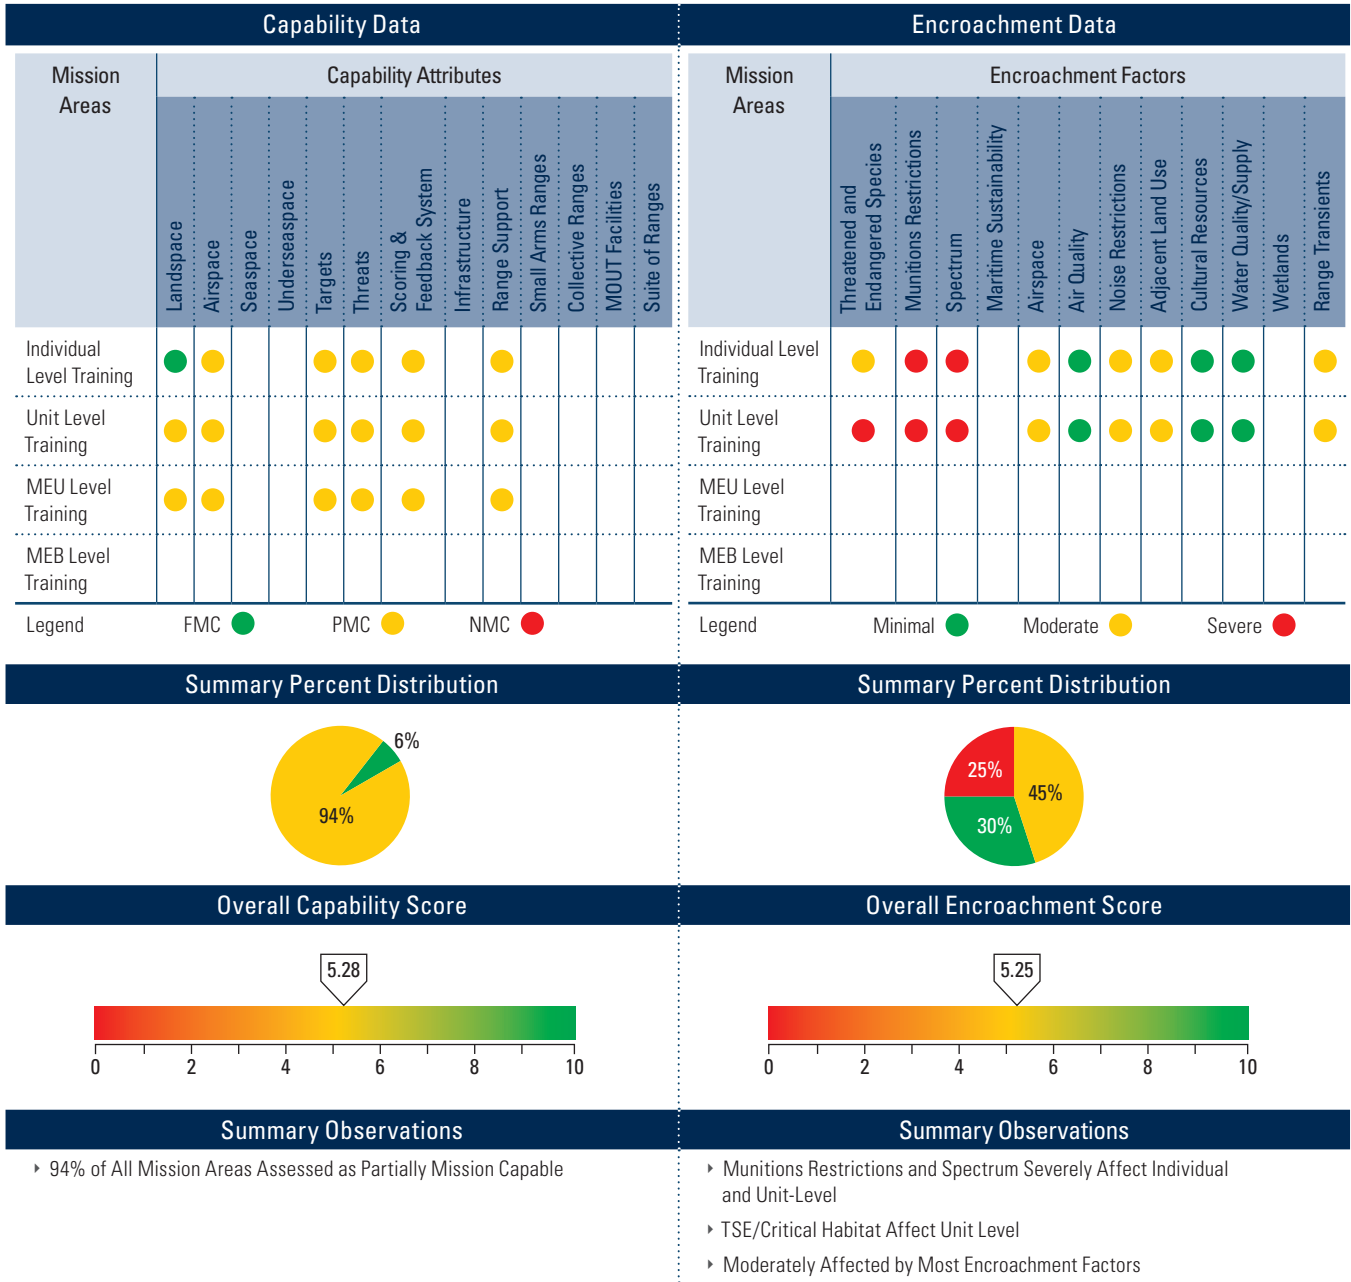 Capability Data
Mission
Areas
Capability Attributes
Landspace
Airspace
Seaspace
Underseaspace
Targets
Threats
Scoring &
Feedback System
Infrastructure
Range Support
Small Arms Ranges
Collective Ranges
MOUT Facilities
Suite of Ranges
Individual
Level Training
Unit Level
Training
MEU Level
Training
MEB Level
Training
Legend
FMC
PMC
NMC
Summary Percent Distribution
6%
94%
Overall Capability Score
5.28
0
2
4
6
8
10
Summary Observations
94% of All Mission Areas Assessed as Partially Mission Capable
Encroachment Data
Mission
Areas
Encroachment Factors
Threatened and
Endangered Species
Munitions Restrictions
Spectrum
Maritime Sustainability
Airspace
Air Quality
Noise Restrictions
Adjacent Land Use
Cultural Resources
Water Quality/Supply
Wetlands
Range Transients
Individual Level
Training
Unit Level
Training
MEU Level
Training
MEB Level
Training
Legend
Minimal
Moderate
Severe
Summary Percent Distribution
25%
45%
30%
Overall Encroachment Score
5.25
0
2
4
6
8
10
Summary Observations
Munitions Restrictions and Spectrum Severely Affect Individual
and Unit-Level
TSE/Critical Habitat Affect Unit Level
Moderately Affected by Most Encroachment Factors